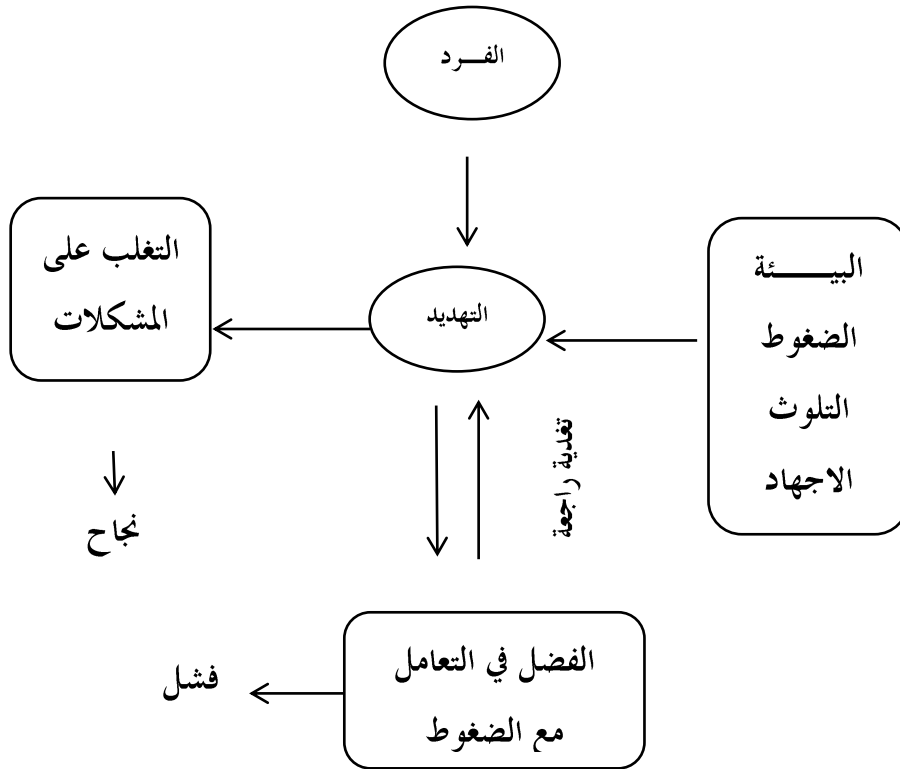 الفـــرد
البيـــــئة
الضغوط
التلوث
الاجهاد
التهديد
التغلب على
المشكلات
تغذية راجعة
نجاح
الفضل في التعامل
مع الضغوط
فشل